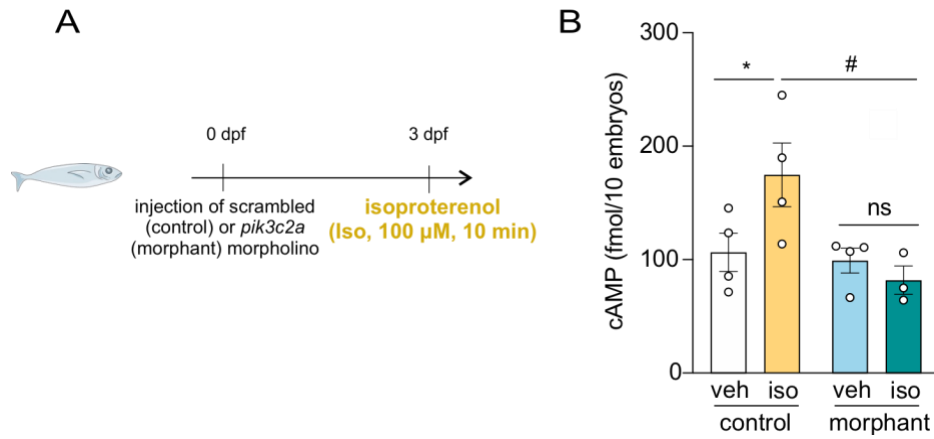 A
0 dpf
3 dpf
injection of scrambled
(control) or pik3c2a
(morphant) morpholino
isoproterenol
(Iso, 100 µM, 10 min)
B
cAMP (fmol/10 embryos)
300
200
100
0
*
#
ns
veh iso veh iso
control morphant